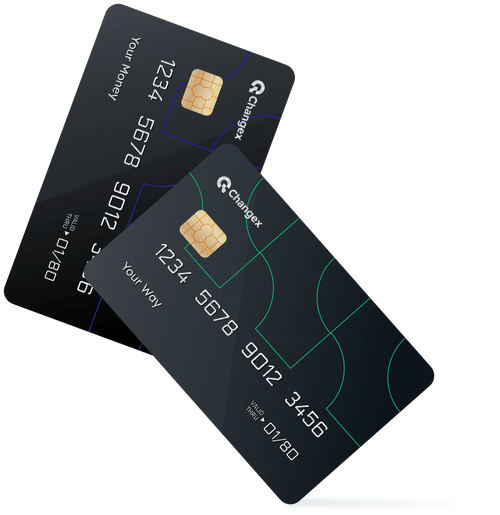 Changex
1234 5678 9012
Your Money
VALID
THRU
01/80
Changex
1234 5678 9012 3456
Your Way
VALID
THRU
01/80